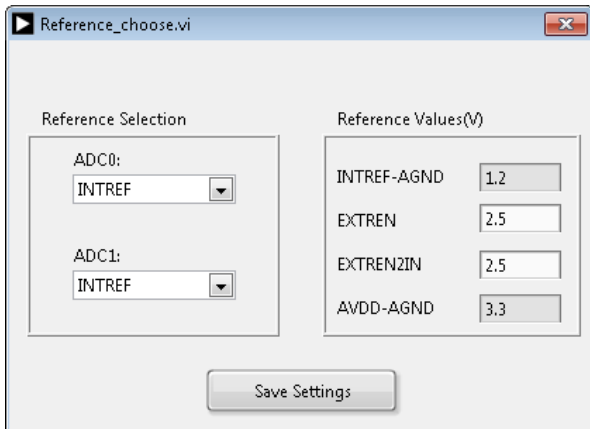 Reference_choose.vi
Reference Selection
ADC0:
INTREF
ADC1:
INTREF
Reference Values(V)
INTREF-AGND 1.2
EXTREN 2.5
EXTREN2IN 2.5
AVDD-AGND 3.3
Save Settings